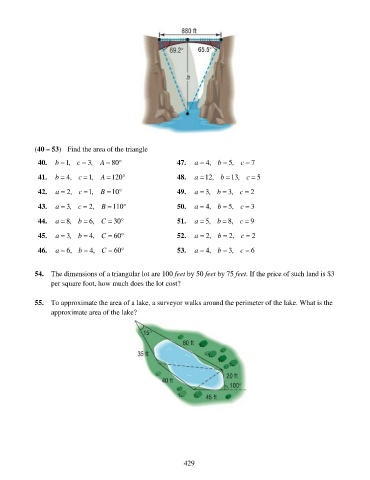 880 ft
69.2° 65.5°
h
(40 – 53) Find the area of the triangle
40. b = 1, c = 3, A = 80°
47. a = 4, b = 5, c = 7
41. b = 4, c = 1, A = 120°
48. a = 12, b = 13, c = 5
42. a = 2, c = 1, B = 10°
49. a = 3, b = 3, c = 2
43. a = 3, c = 2, B = 110°
50. a = 4, b = 5, c = 3
44. a = 8, b = 6, C = 30°
51. a = 5, b = 8, c = 9
45. a = 3, b = 4, C = 60°
52. a = 2, b = 2, c = 2
46. a = 6, b = 4, C = 60°
53. a = 4, b = 3, c = 6
54. The dimensions of a triangular lot are 100 feet by 50 feet by 75 feet. If the price of such land is $3
per square foot, how much does the lot cost?
55. To approximate the area of a lake, a surveyor walks around the perimeter of the lake. What is the
approximate area of the lake?
15°
80 ft
35 ft
20 ft
40 ft
100°
45 ft
429